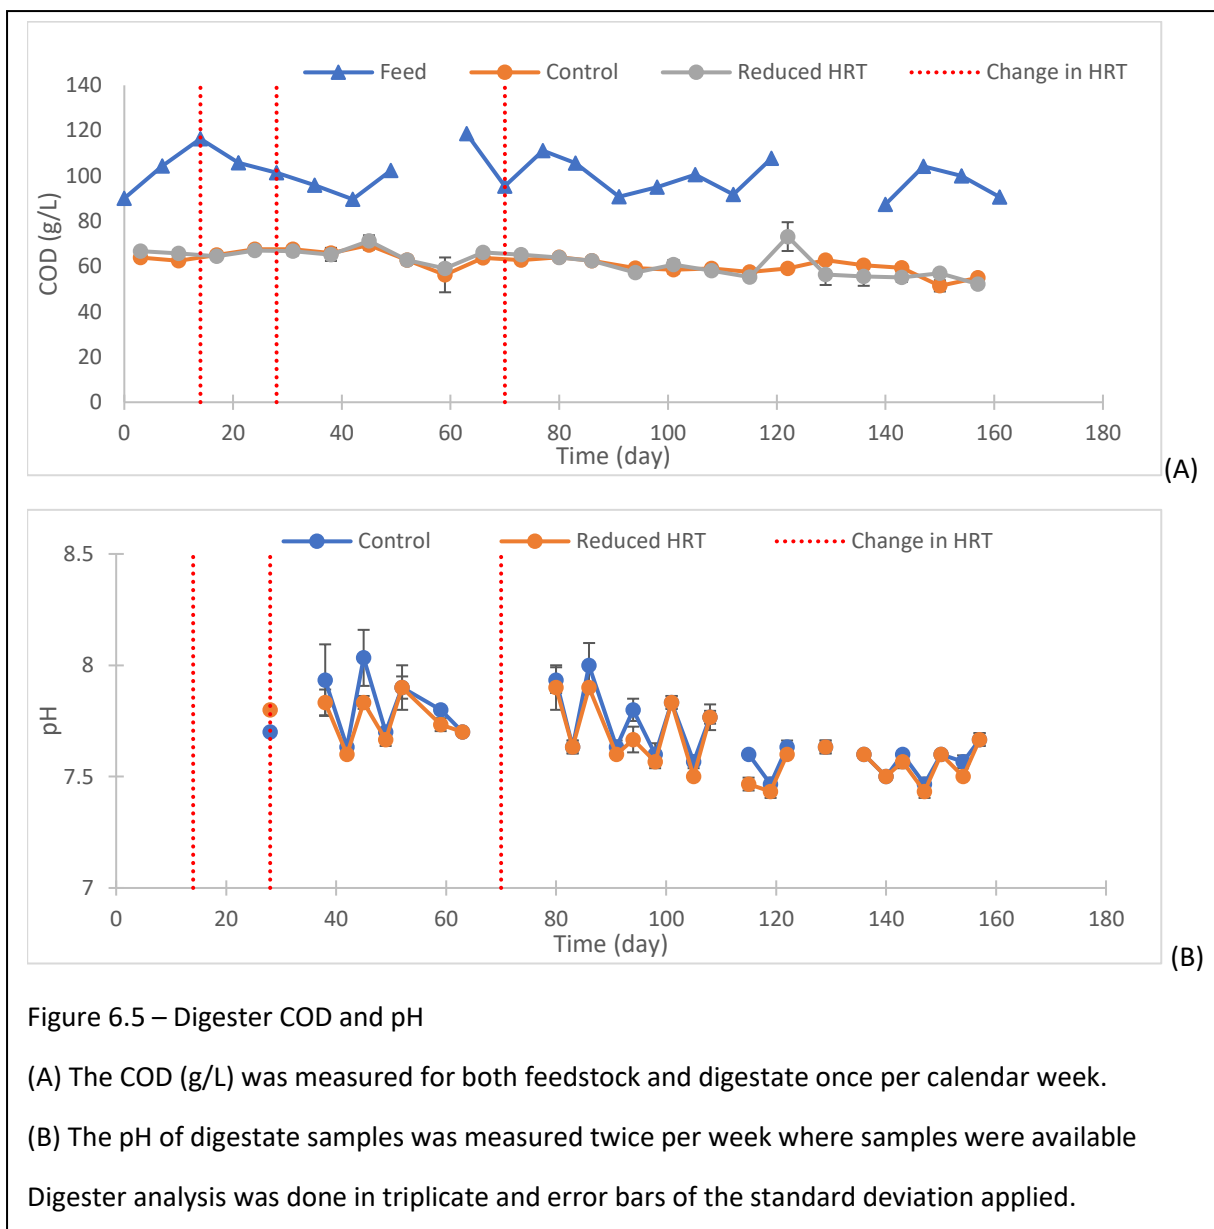 Feed Control Reduced HRT Change in HRT
140
120
100
80
60
40
20
0
COD (g/L)
0 20 40 60 80 100 120 140 160 180
Time (day)
(A)
Control Reduced HRT Change in HRT
8.5
8
7.5
7
pH
0 20 40 60 80 100 120 140 160 180
Time (day)
(B)
Figure 6.5 – Digester COD and pH
(A) The COD (g/L) was measured for both feedstock and digestate once per calendar week.
(B) The pH of digestate samples was measured twice per week where samples were available
Digester analysis was done in triplicate and error bars of the standard deviation applied.